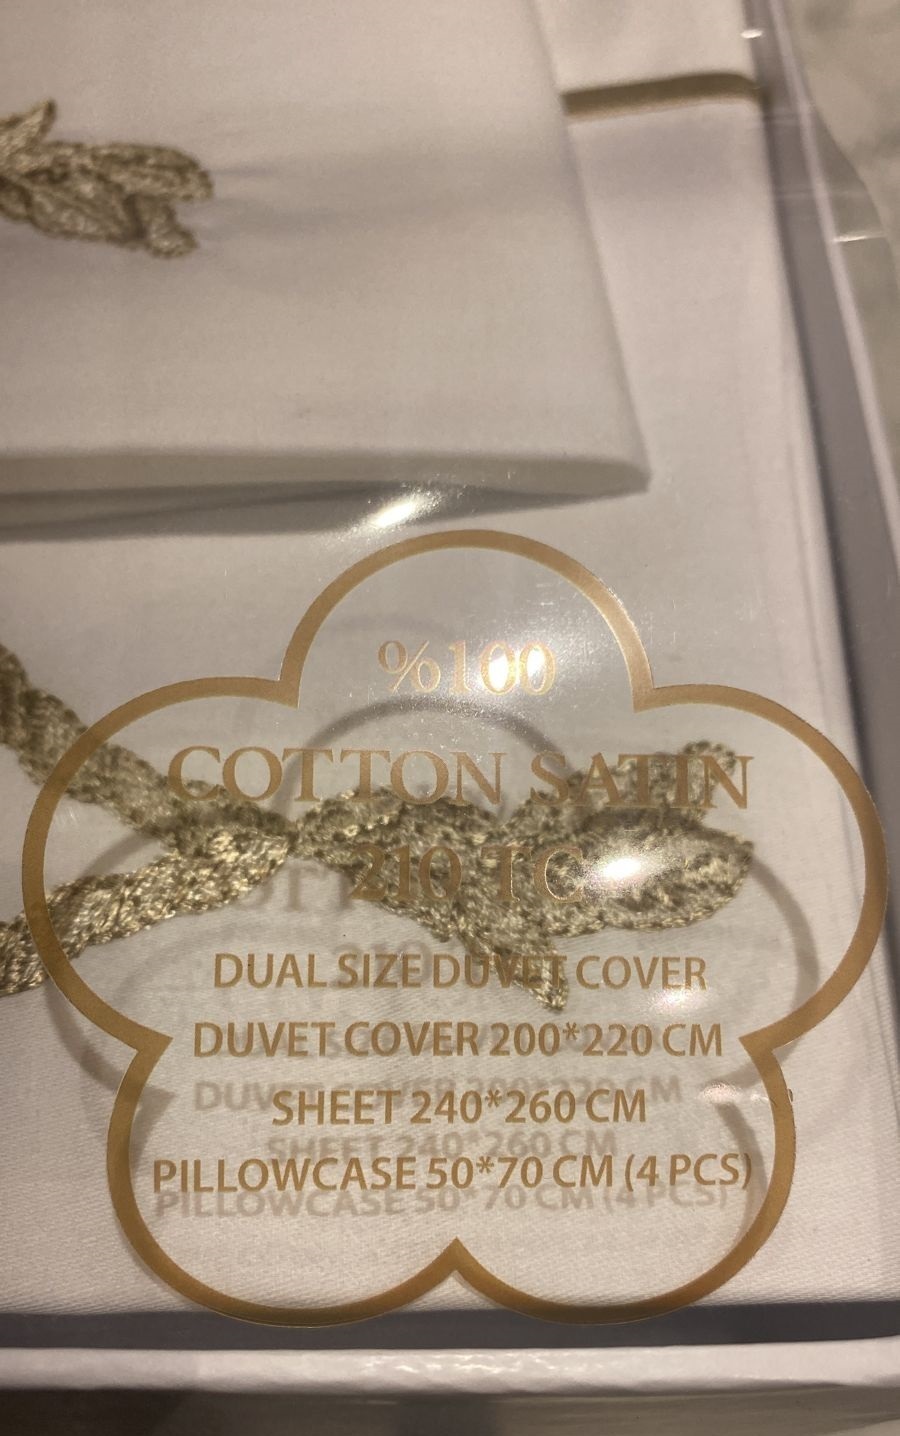 %100
COTTON SATIN
210 TC
DUAL SIZE DUVET COVER
DUVET COVER 200*220 CM
SHEET 240*260 CM
PILLOWCASE 50*70 CM (4 PCS)